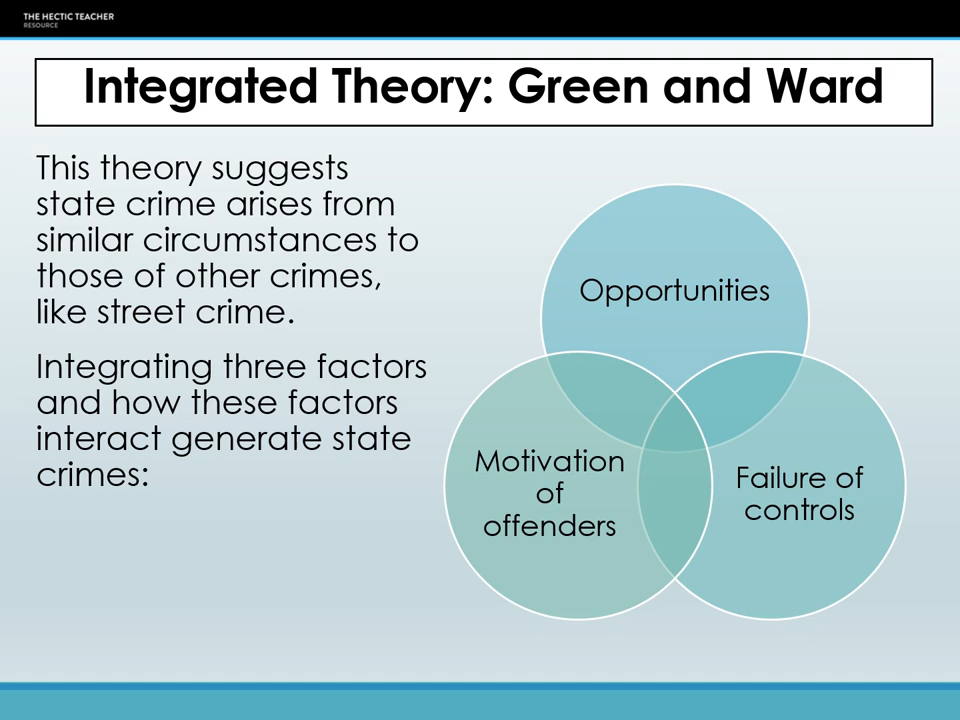 THE HECTIC TEACHER
RESOURCE
Integrated Theory: Green and Ward
This theory suggests
state crime arises from
similar circumstances to
those of other crimes,
like street crime.
Integrating three factors
and how these factors
interact generate state
crimes:
Opportunities
Motivation
of
offenders
Failure of
controls